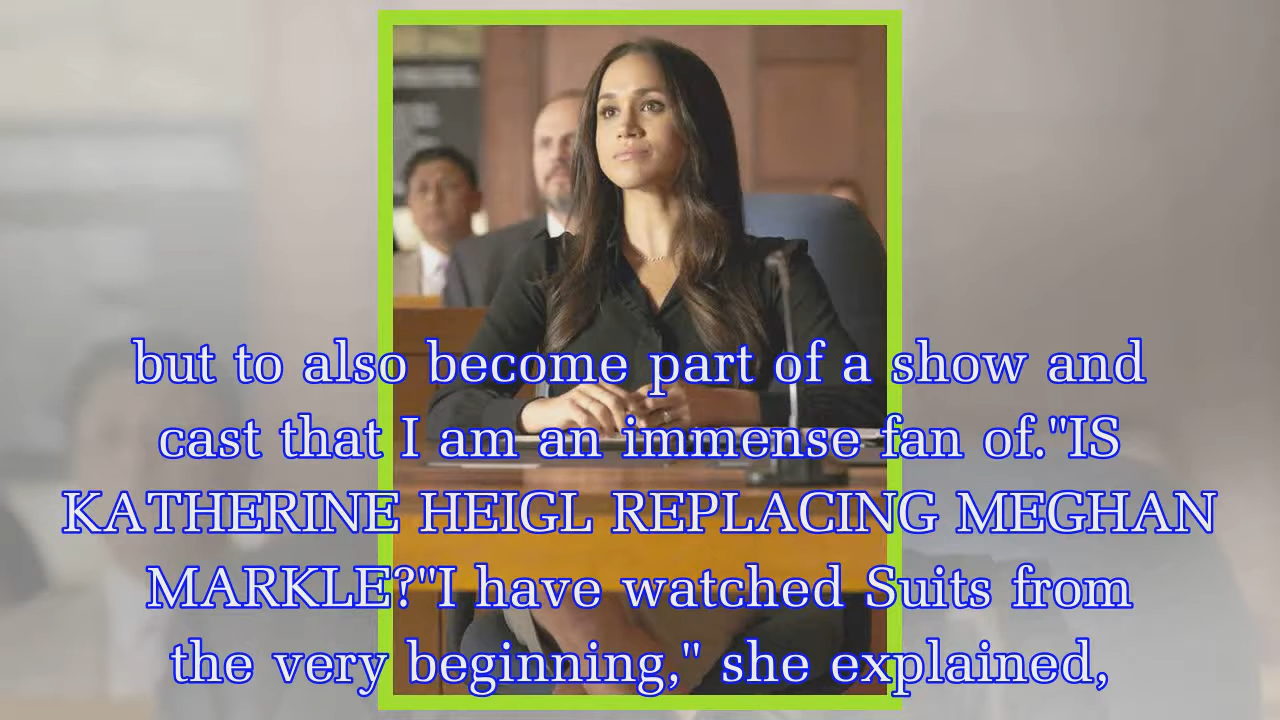 but to also become part of a show and
cast that I am an immense fan of."IS
KATHERINE HEIGL REPLACING MEGHAN
MARKLE?"I have watched Suits from
the very beginning," she explained,